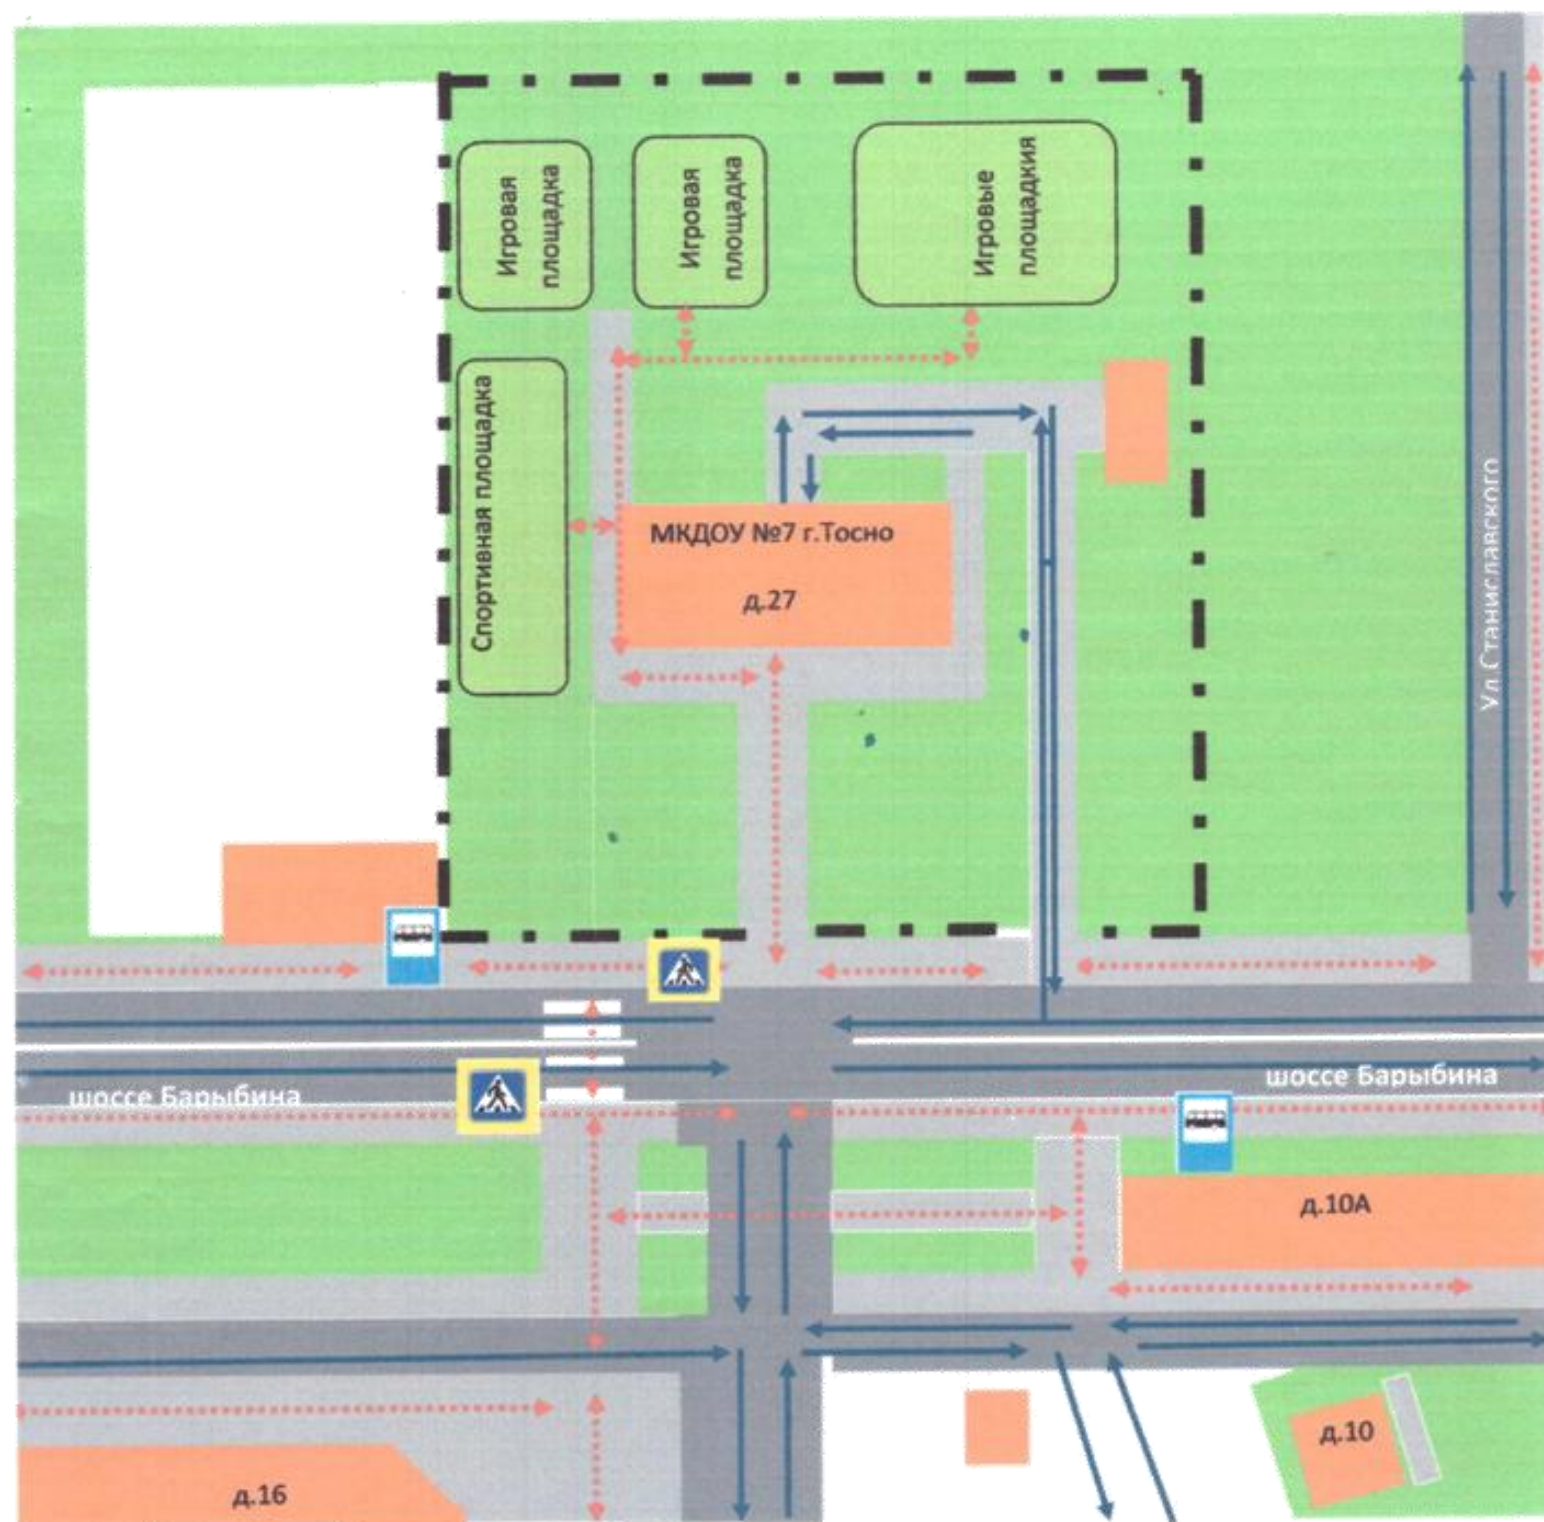 Игровая
площадка
Игровая
площадка
Игровые
площадкия
Спортивная площадка
МКДОУ №7 г.Тосно
д.27
Ул Станиславского
шоссе Барыбина
шоссе Барыбина
д.10А
д.10
д.16